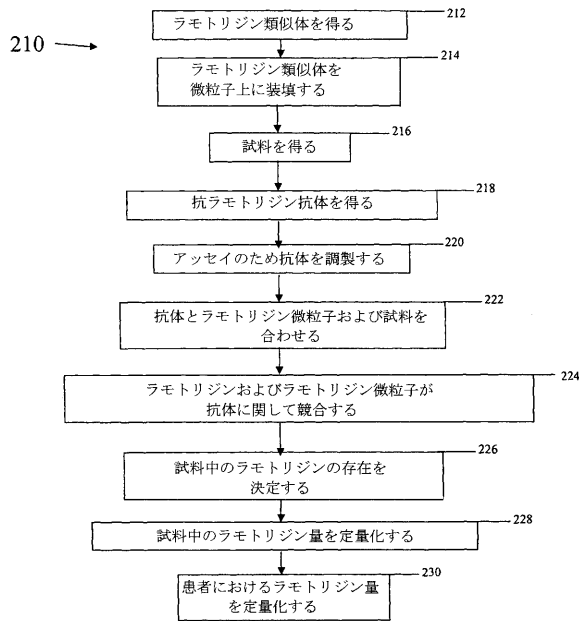 210
ラモトリジン類似体を得る
212
ラモトリジン類似体を
微粒子上に装填する
214
試料を得る
216
抗ラモトリジン抗体を得る
218
アッセイのため抗体を調製する
220
抗体とラモトリジン微粒子および試料を
合わせる
222
ラモトリジンおよびラモトリジン微粒子が
抗体に関して競合する
224
試料中のラモトリジンの存在を
決定する
226
試料中のラモトリジン量を定量化する
228
患者におけるラモトリジン量
を定量化する
230